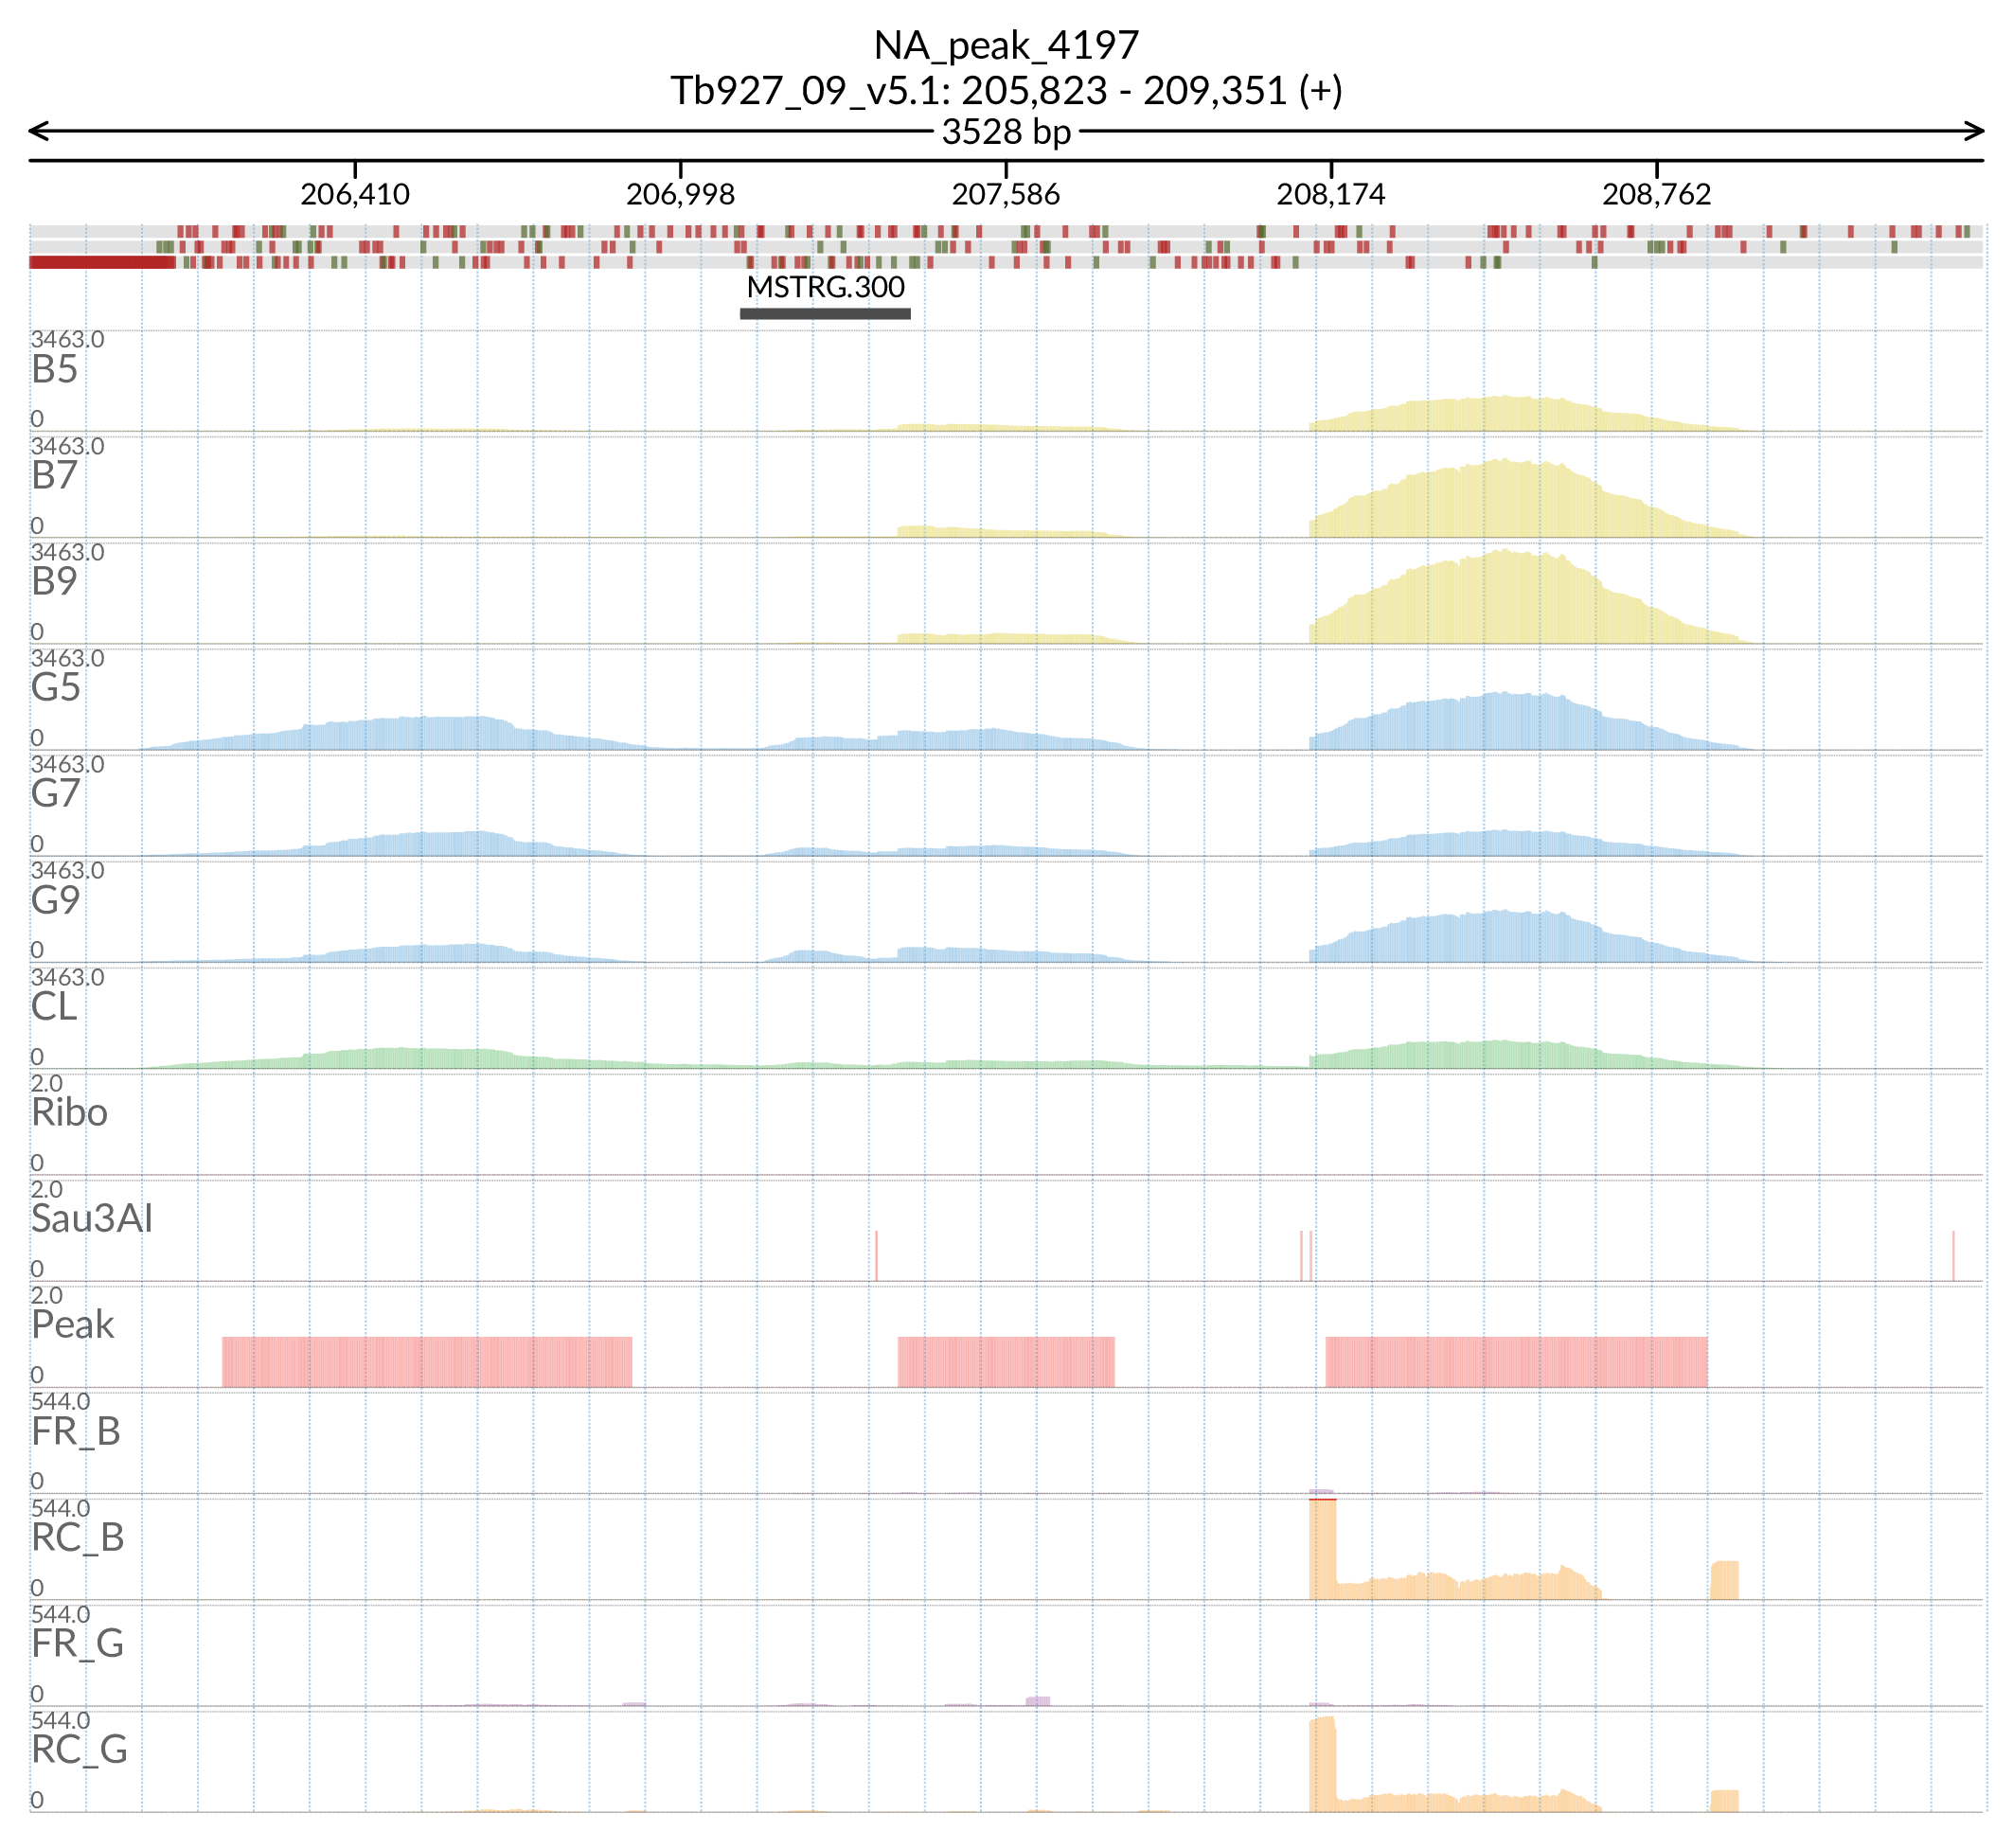 NA_peak_4197
Tb927_09_v5.1: 205,823 - 209,351 (+)
3528 bp
206,410 206,998 207,586 208,174 208,762
MSTRG.300
3463.0
B5
0
3463.0
B7
0
3463.0
B9
0
3463.0
G5
0
3463.0
G7
0
3463.0
G9
0
3463.0
CL
0
2.0
Ribo
0
2.0
Sau3AI
0
2.0
Peak
0
544.0
FR_B
0
544.0
RC_B
0
544.0
FR_G
0
544.0
RC_G
0